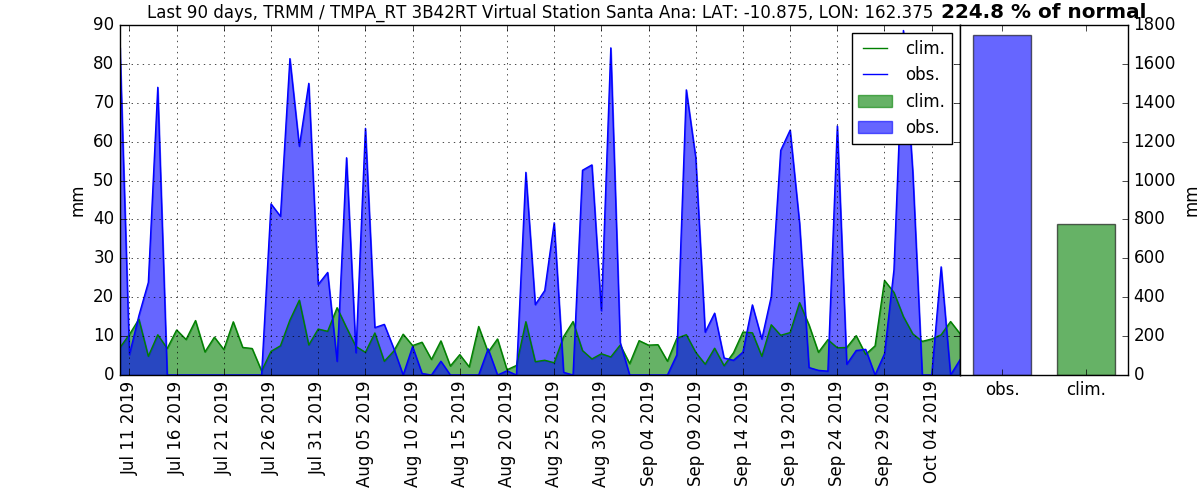 Last 90 days, TRMM / TMPA_RT 3B42RT Virtual Station Santa Ana: LAT: -10.875, LON: 162.375 224.8 % of normal
90
80
70
60
50
40
30
20
10
0
mm
clim.
obs.
clim.
obs.
1800
1600
1400
1200
1000
800
600
400
200
0
mm
Jul 11 2019
Jul 16 2019
Jul 21 2019
Jul 26 2019
Jul 31 2019
Aug 05 2019
Aug 10 2019
Aug 15 2019
Aug 20 2019
Aug 25 2019
Aug 30 2019
Sep 04 2019
Sep 09 2019
Sep 14 2019
Sep 19 2019
Sep 24 2019
Sep 29 2019
Oct 04 2019
obs.
clim.